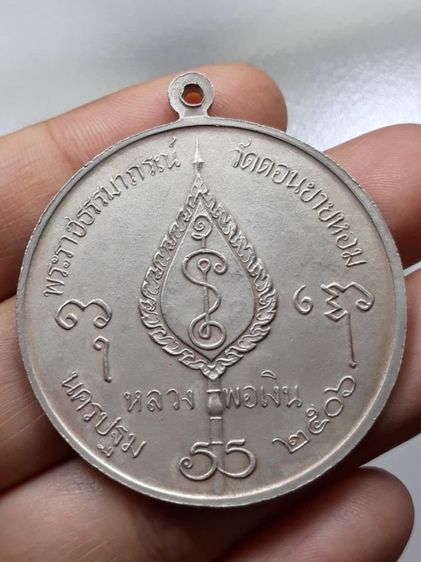 พระราชธรรมาภรณ์
วัดดอนยายหอม
หลวง พ่อเงิน
๕๕
นครปฐม
๒๕๐๖